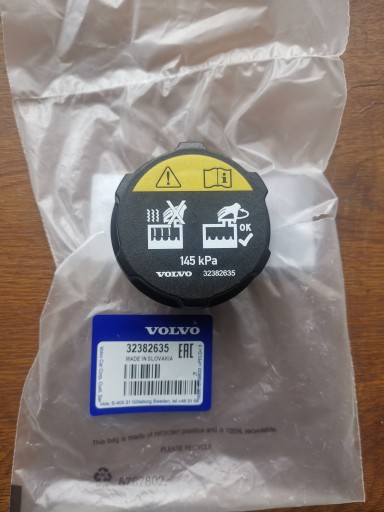 OK
145 kPa
VOLVO 32382635
VOLVO
32382635 EAC
MADE IN SLOVAKIA
This bag is made of recycled plastics and is 100% recyclable.
PLEASE RECYCLE